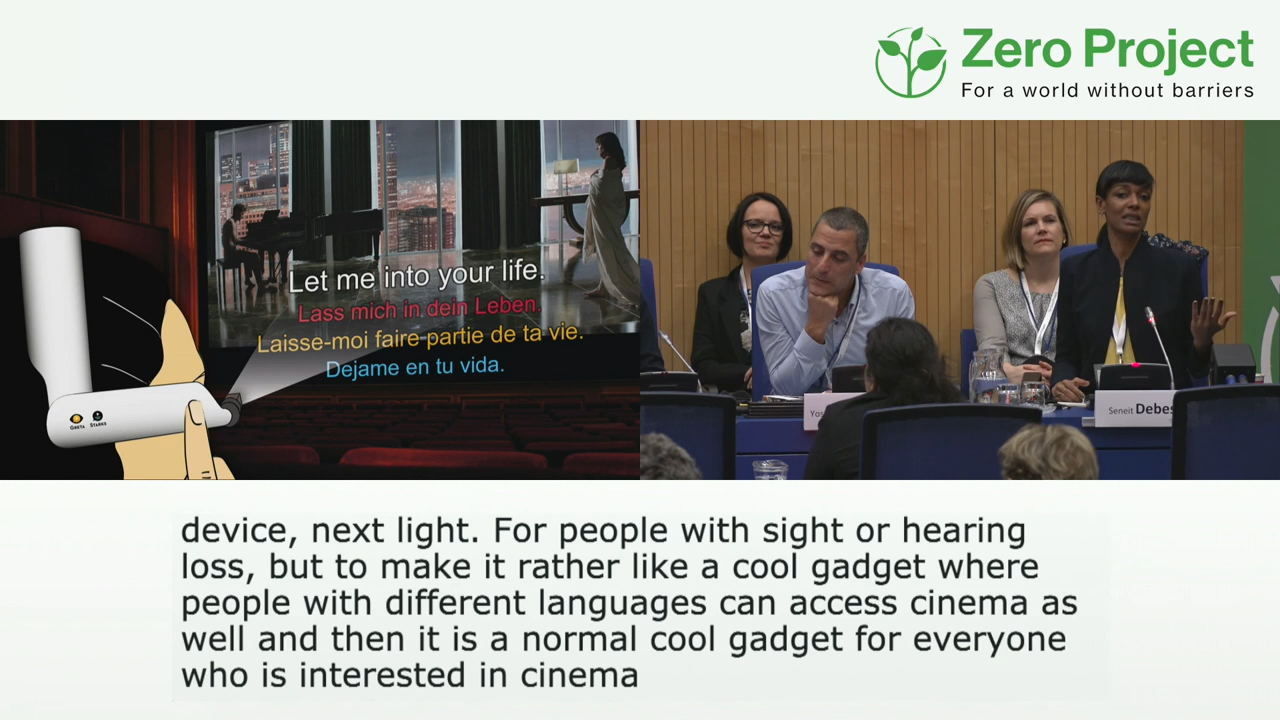 Zero Project
For a world without barriers
Let me into your life.
Lass mich in dein Leben.
Laisse-moi faire partie de ta vie.
Dejame en tu vida.
GRETA STARKS
Seneit Debes
device, next light. For people with sight or hearing
loss, but to make it rather like a cool gadget where
people with different languages can access cinema as
well and then it is a normal cool gadget for everyone
who is interested in cinema